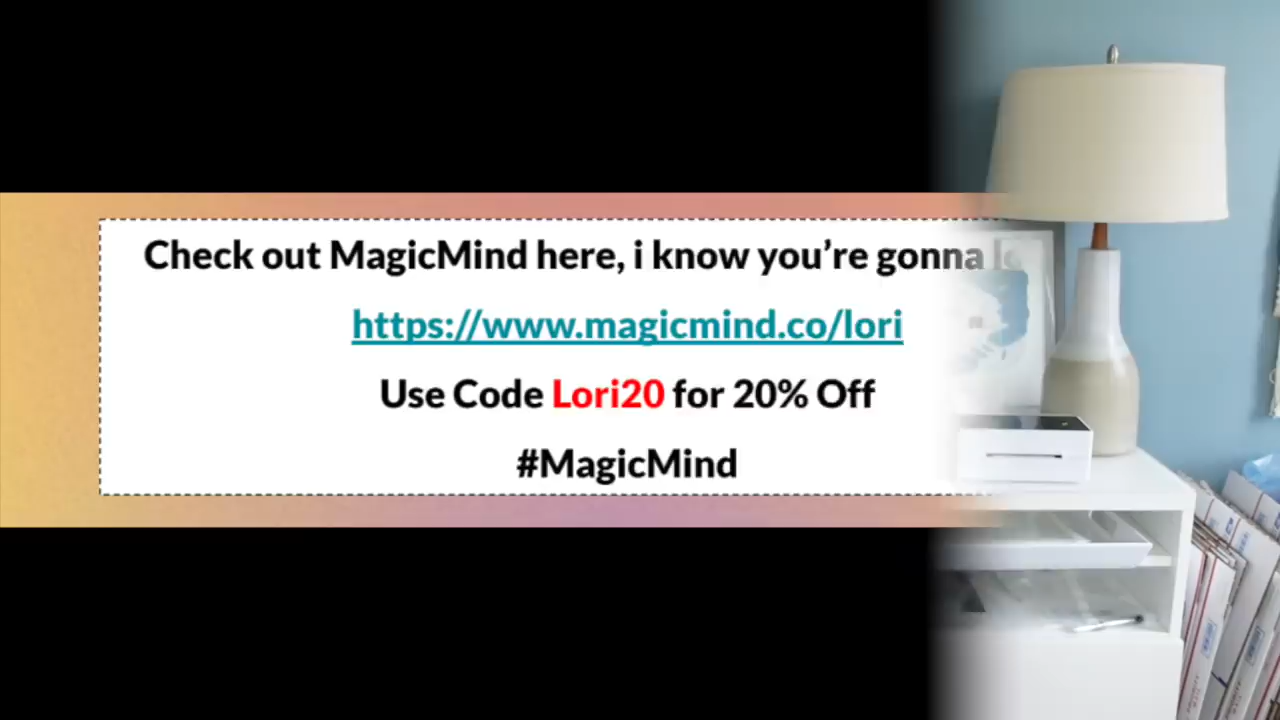 Check out MagicMind here, i know you're gonna
https://www.magicmind.co/lori
Use Code Lori20 for 20% Off
#MagicMind